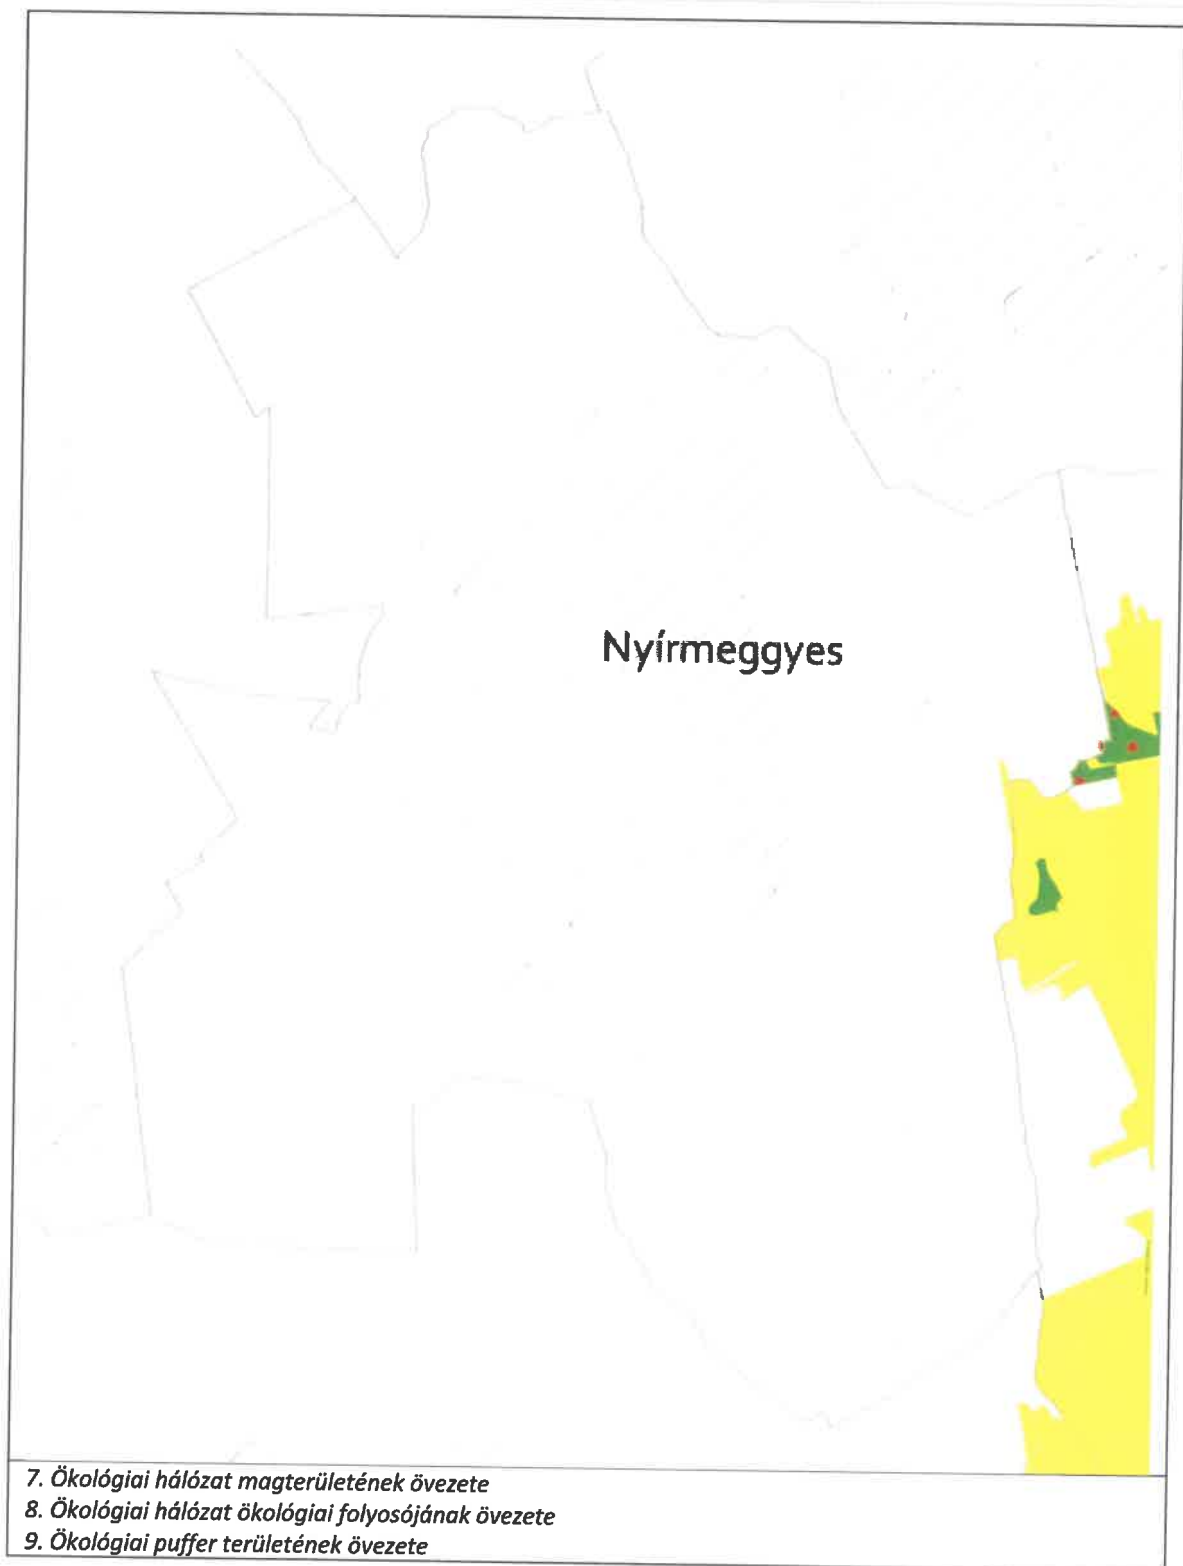 Nyírmeggyes
7. Ökológiai hálózat magterületének övezete
8. Ökológiai hálózat ökológiai folyosójának övezete
9. Ökológiai puffer területének övezete